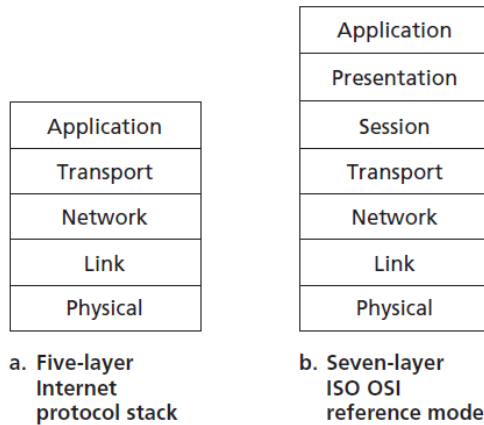 Application
Transport
Network
Link
Physical
a. Five-layer
Internet
protocol stack
Application
Presentation
Session
Transport
Network
Link
Physical
b. Seven-layer
ISO OSI
reference mode